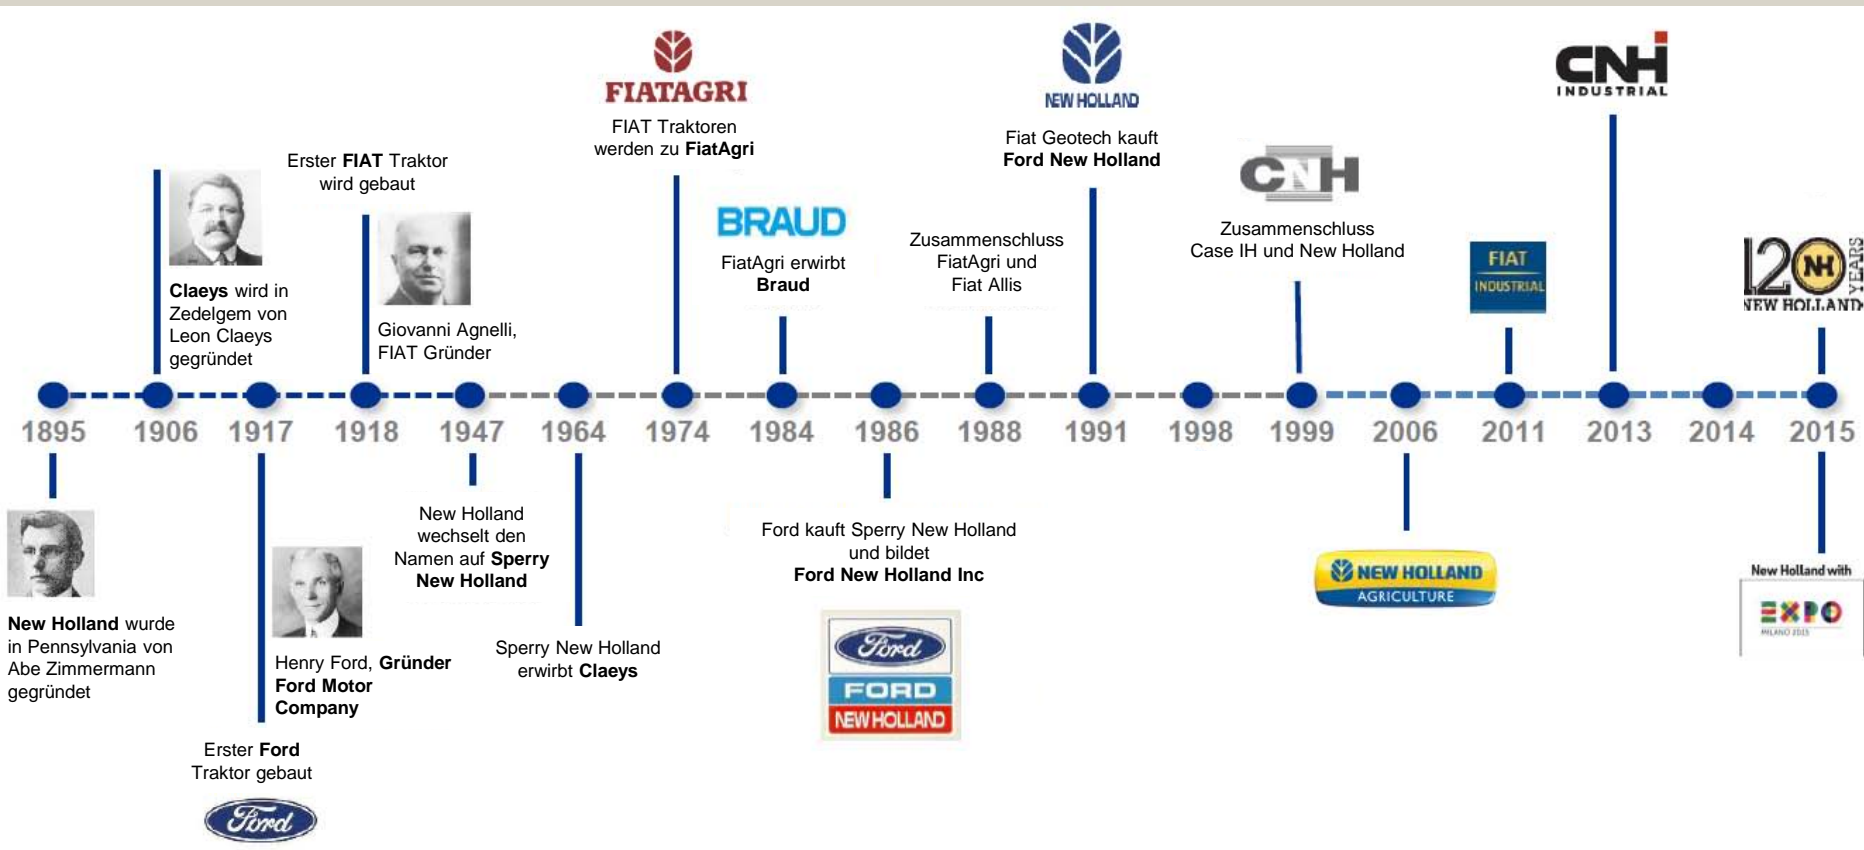 FIATAGRI
FIAT Traktoren
werden zu FiatAgri
NEW HOLLAND
Fiat Geotech kauft
Ford New Holland
CNH
INDUSTRIAL
Erster FIAT Traktor
wird gebaut
Claeys wird in
Zedelgem von
Leon Claeys
gegründet
Giovanni Agnelli,
FIAT Gründer
BRAUD
FiatAgri erwirbt
Braud
Zusammenschluss
FiatAgri und
Fiat Allis
CNH
Zusammenschluss
Case IH und New Holland
FIAT
INDUSTRIAL
120 NH YEARS
NEW HOLLAND
1895 1906 1917 1918 1947 1964 1974 1984 1986 1988 1991 1998 1999 2006 2011 2013 2014 2015
New Holland wurde
in Pennsylvania von
Abe Zimmermann
gegründet
Henry Ford, Gründer
Ford Motor
Company
Erster Ford
Traktor gebaut
Ford
New Holland
wechselt den
Namen auf Sperry
New Holland
Sperry New Holland
erwirbt Claeys
Ford kauft Sperry New Holland
und bildet
Ford New Holland Inc
Ford
FORD
NEW HOLLAND
NEW HOLLAND
AGRICULTURE
New Holland with
EXPO
MILANO 2015